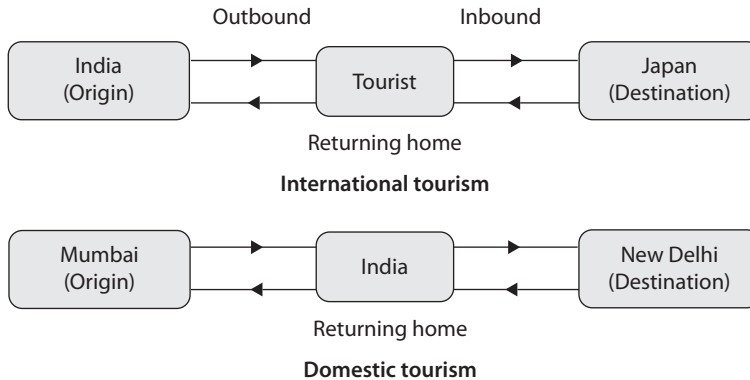 Outbound
Inbound
India
(Origin)
Tourist
Japan
(Destination)
Returning home
International tourism
Mumbai
(Origin)
India
New Delhi
(Destination)
Returning home
Domestic tourism